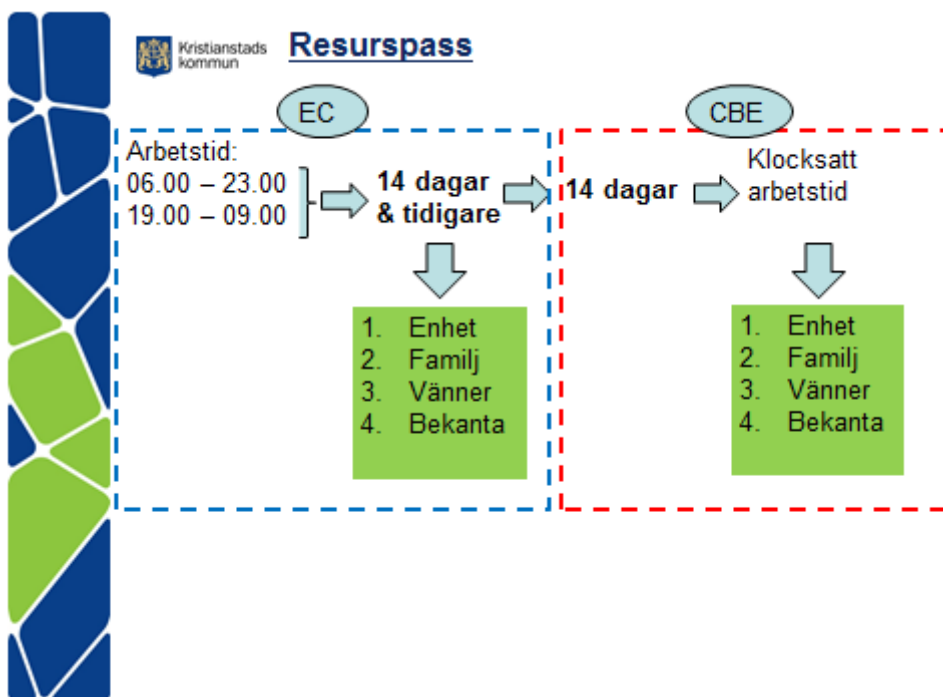 Kristianstads
kommun
Resurspass
EC
CBE
Arbetstid:
06.00 – 23.00
19.00 – 09.00
14 dagar
& tidigare
14 dagar
Klocksatt
arbetstid
1. Enhet
2. Familj
3. Vänner
4. Bekanta
1. Enhet
2. Familj
3. Vänner
4. Bekanta